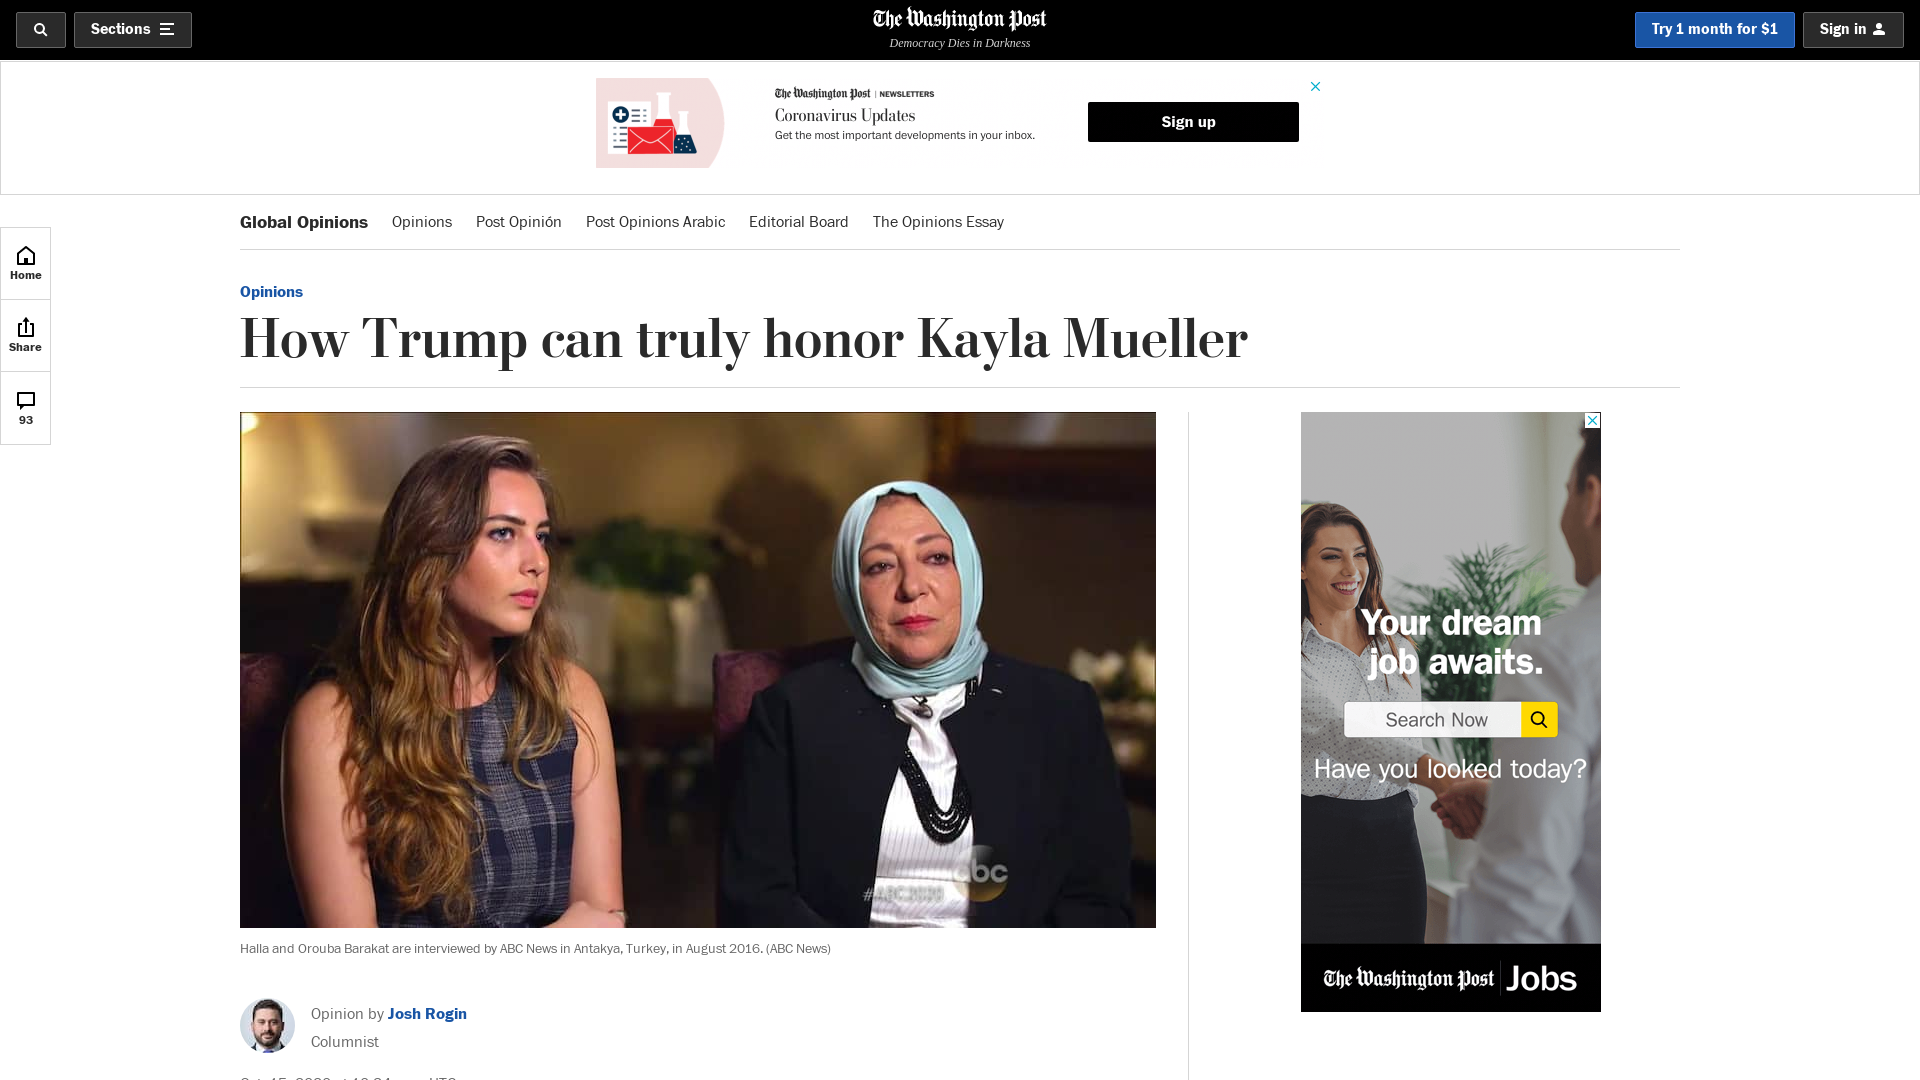 Sections
The Washington Post
Democracy Dies in Darkness
Try 1 month for $1
Sign in
The Washington Post | NEWSLETTERS
Coronavirus Updates
Get the most important developments in your inbox.
Sign up
Global Opinions
Opinions
Post Opinión
Post Opinions Arabic
Editorial Board
The Opinions Essay
Home
Share
93
Opinions
How Trump can truly honor Kayla Mueller
abc
#ABC2020
Halla and Orouba Barakat are interviewed by ABC News in Antakya, Turkey, in August 2016. (ABC News)
Opinion by Josh Rogin
Columnist
Your dream
job awaits.
Search Now
Have you looked today?
The Washington Post Jobs